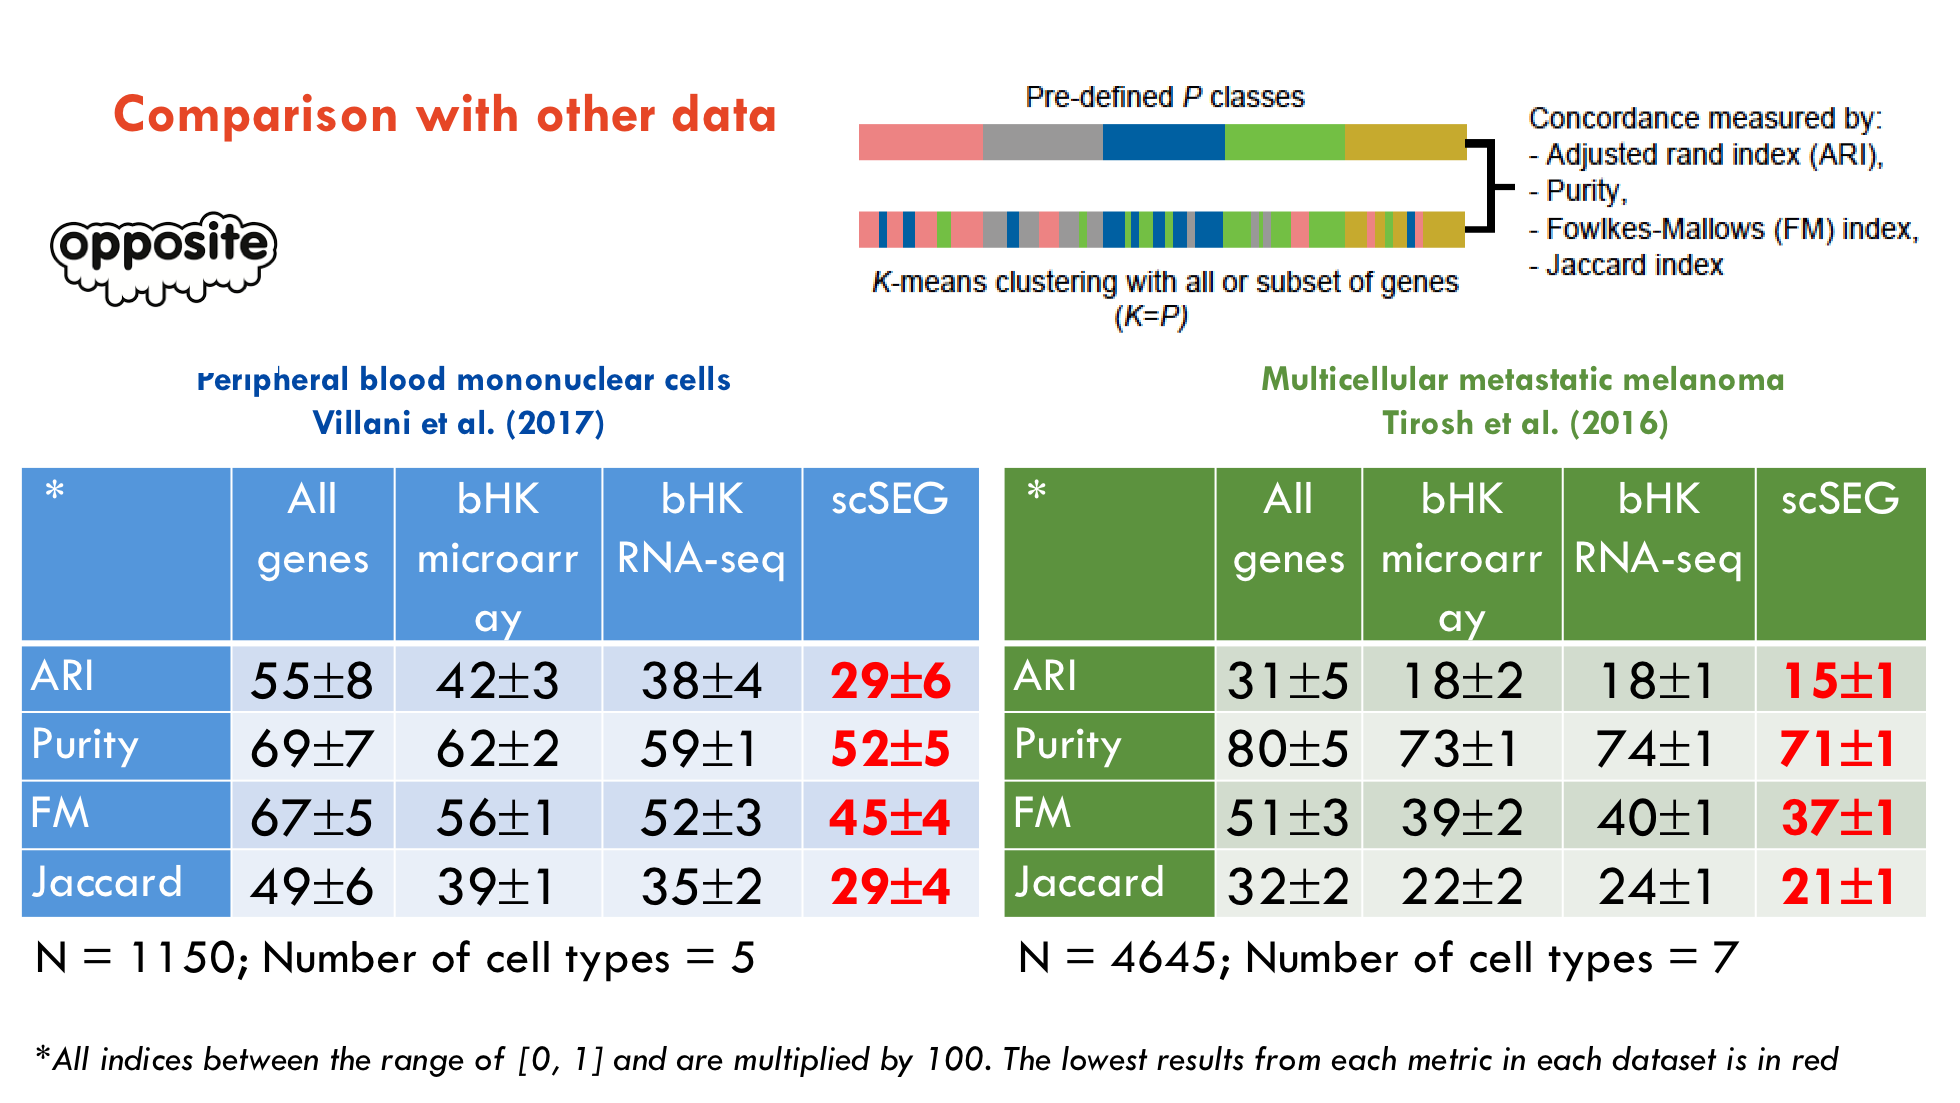 Comparison with other data
opposite
Pre-defined P classes
K-means clustering with all or subset of genes
(K=P)
Concordance measured by:
- Adjusted rand index (ARI),
- Purity,
- Fowlkes-Mallows (FM) index,
- Jaccard index
Peripheral blood mononuclear cells
Villani et al. (2017)
* All genes bHK microarray bHK RNA-seq scSEG
ARI 55±8 42±3 38±4 29±6
Purity 69±7 62±2 59±1 52±5
FM 67±5 56±1 52±3 45±4
Jaccard 49±6 39±1 35±2 29±4
N = 1150; Number of cell types = 5
Multicellular metastatic melanoma
Tirosh et al. (2016)
* All genes bHK microarray bHK RNA-seq scSEG
ARI 31±5 18±2 18±1 15±1
Purity 80±5 73±1 74±1 71±1
FM 51±3 39±2 40±1 37±1
Jaccard 32±2 22±2 24±1 21±1
N = 4645; Number of cell types = 7
*All indices between the range of [0, 1] and are multiplied by 100. The lowest results from each metric in each dataset is in red